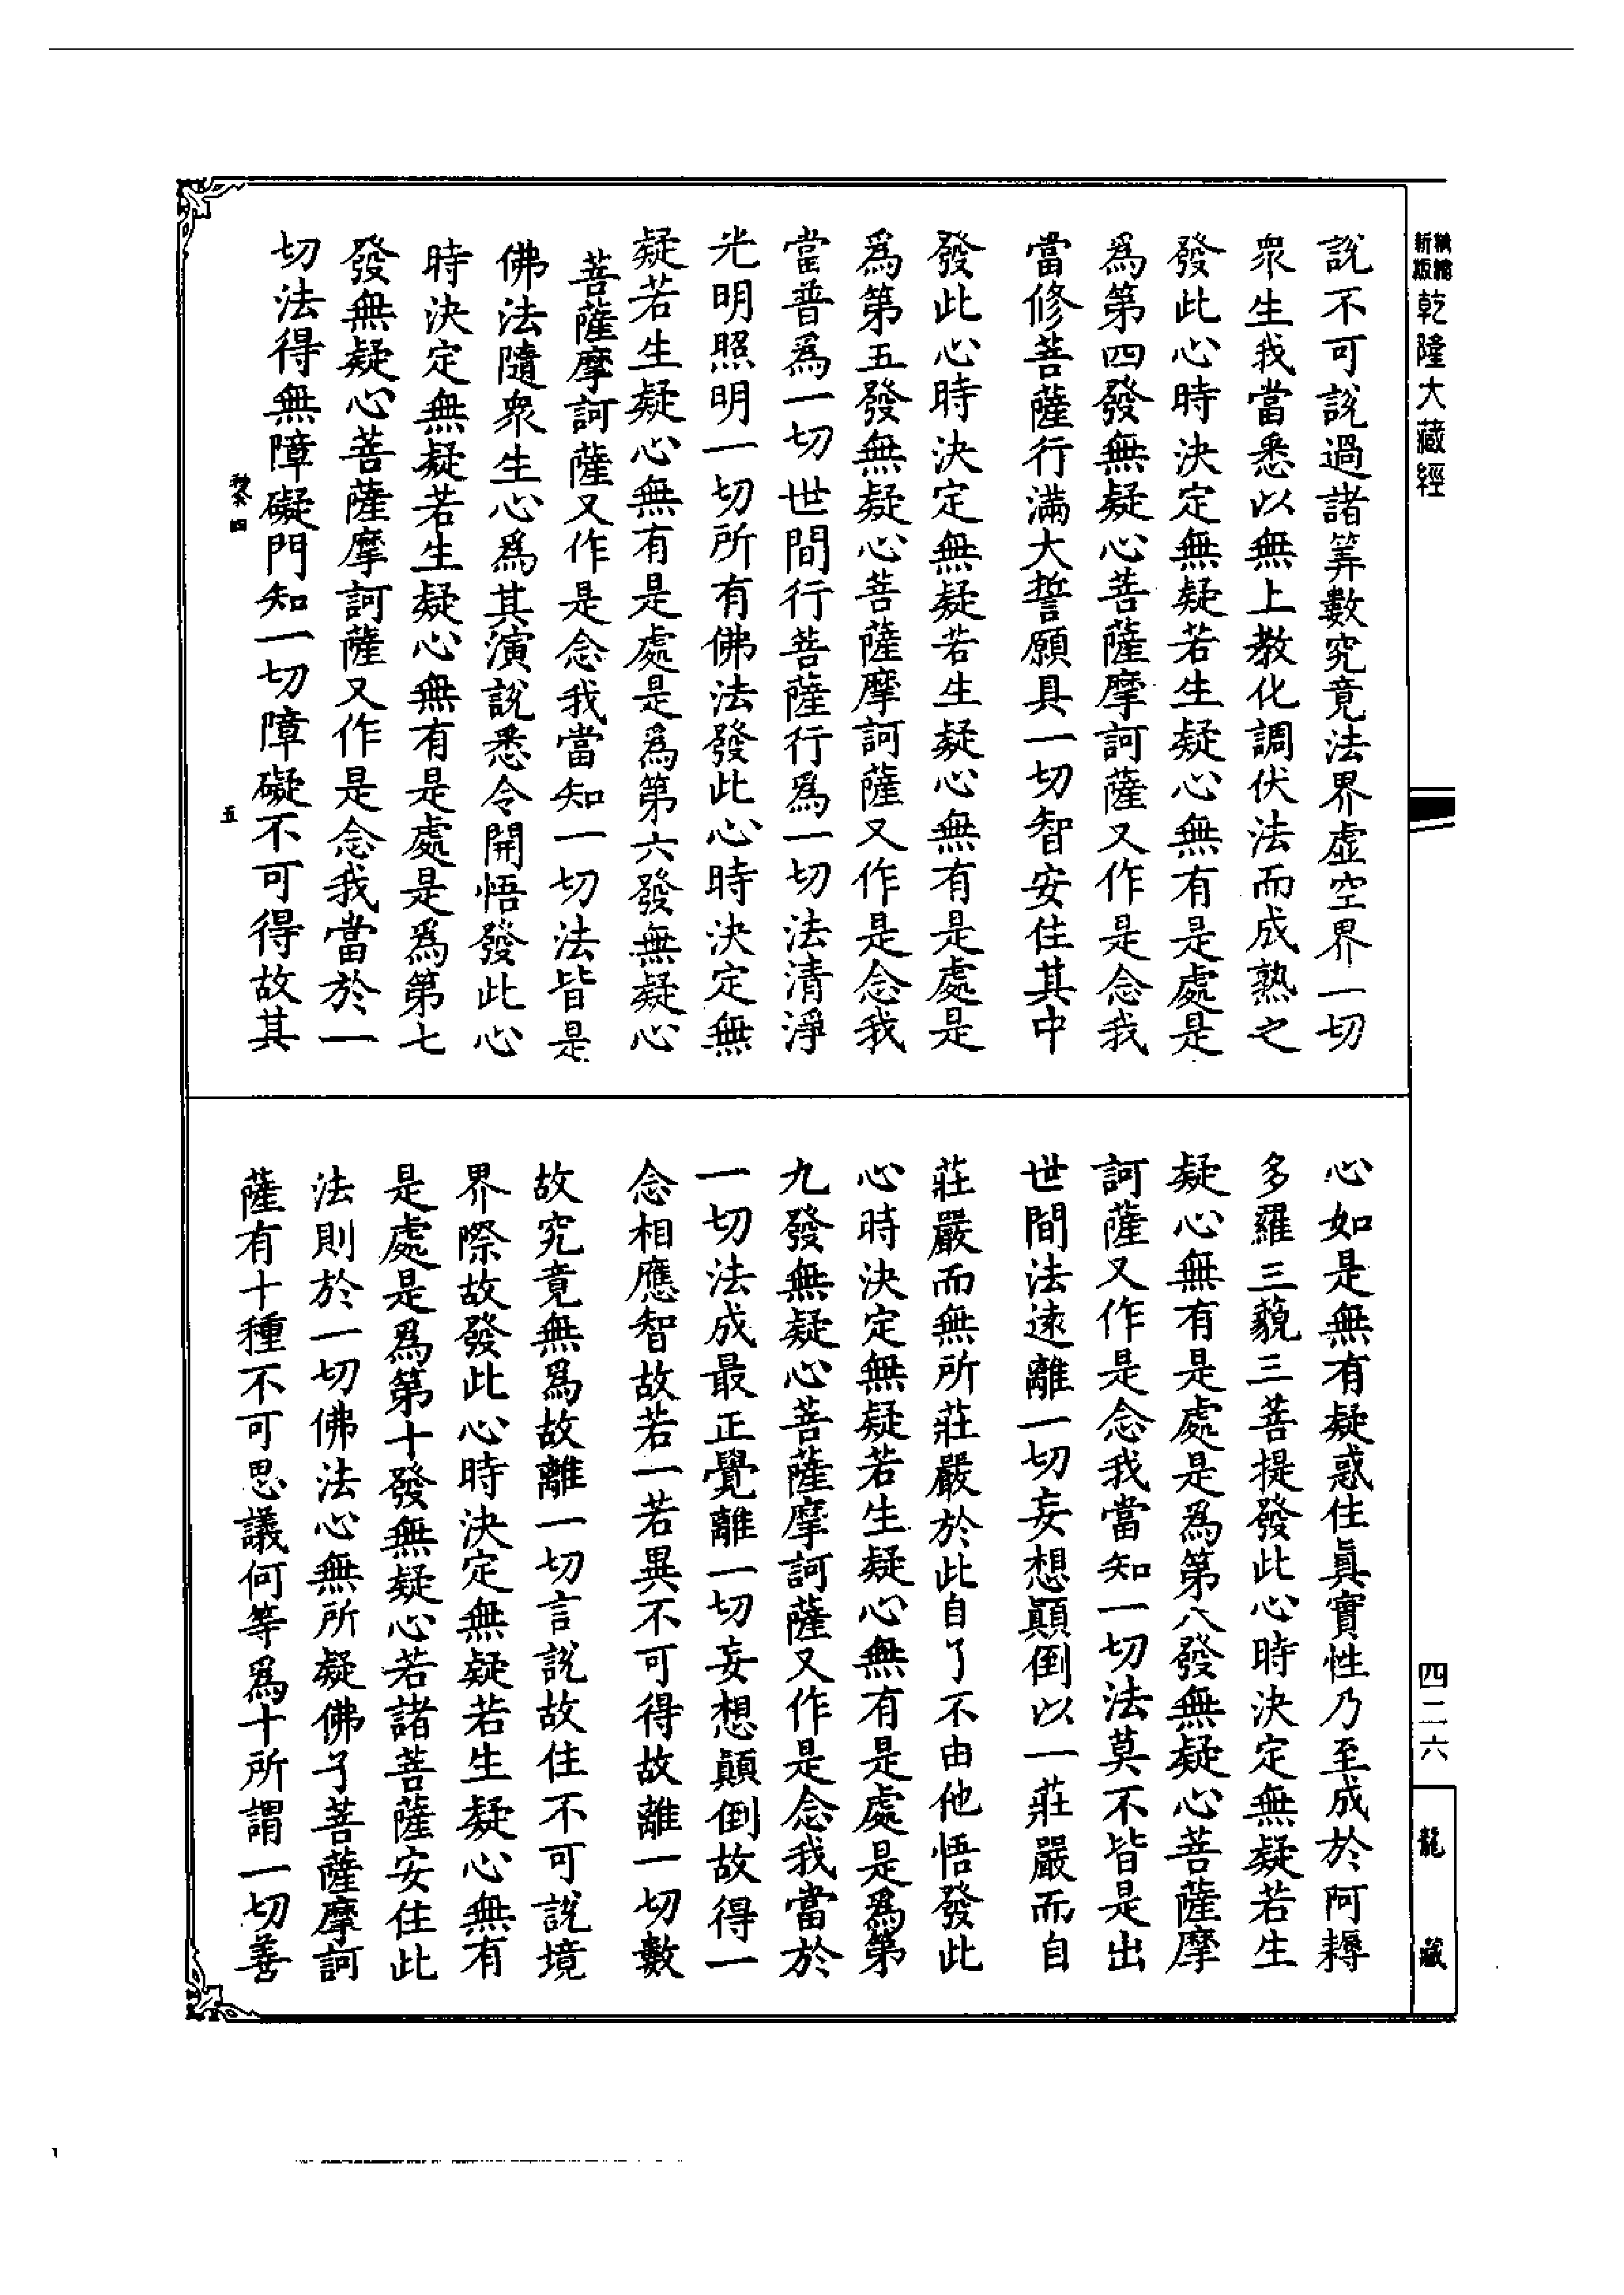 新版
精縮
乾隆大藏經
說不可說過諸筭數究竟法界虛空界一切
眾生我當悉以無上教化調伏法而成熟之
發此心時決定無疑若生疑心無有是處是
爲第四發無疑心菩薩摩訶薩又作是念我
當修菩薩行滿大誓願具一切智安住其中
發此心時決定無疑若生疑心無有是處是
爲第五發無疑心菩薩摩訶薩又作是念我
當普爲一切世間行菩薩行爲一切法清淨
光明照明一切所有佛法發此心時決定無
疑若生疑心無有是處是爲第六發無疑心
菩薩摩訶薩又作是念我當知一切法皆是
佛法隨眾生心爲其演說悉令開悟發此心
時決定無疑若生疑心無有是處是爲第七
發無疑心菩薩摩訶薩又作是念我當於一
切法得無障礙門知一切障礙不可得故其
四
五
心如是無有疑惑住眞實性乃至成於阿耨
多羅三藐三菩提發此心時決定無疑若生
疑心無有是處是爲第八發無疑心菩薩摩
訶薩又作是念我當知一切法莫不皆是出
世間法遠離一切妄想顚倒以一莊嚴而自
莊嚴而無所莊嚴於此自了不由他悟發此
心時決定無疑若生疑心無有是處是爲第
九發無疑心菩薩摩訶薩又作是念我當於
一切法成最正覺離一切妄想顚倒故得一
念相應智故若一若異不可得故離一切數
故究竟無爲故離一切言說故住不可說境
界際故發此心時決定無疑若生疑心無有
是處是爲第十發無疑心若諸菩薩安住此
法則於一切佛法心無所疑佛子菩薩摩訶
薩有十種不可思議何等爲十所謂一切善
四二六
龍藏